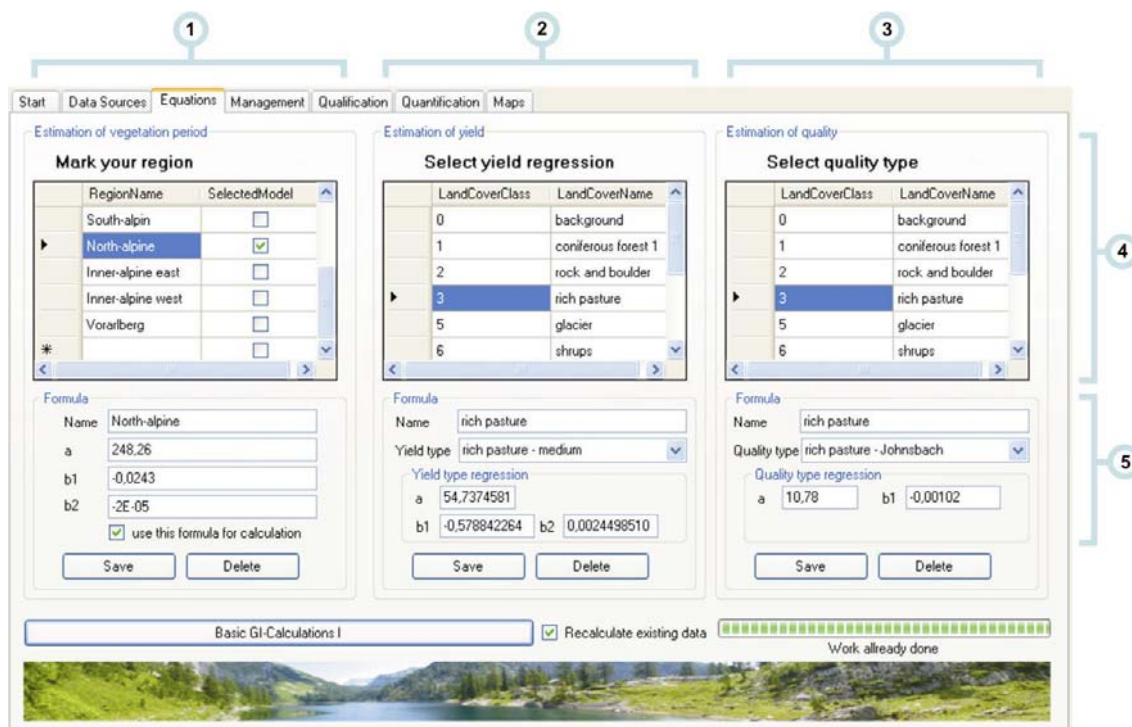 1 2 3
Start Data Sources Equations Management Qualification Quantification Maps
Estimation of vegetation period
Mark your region
RegionName SelectedModel
South-alpin
North-alpine
Inner-alpine east
Inner-alpine west
Vorarlberg
*
Formula
Name North-alpine
a 248,26
b1 -0,0243
b2 -2E-05
use this formula for calculation
Save Delete
Estimation of yield
Select yield regression
LandCoverClass LandCoverName
0 background
1 coniferous forest 1
2 rock and boulder
3 rich pasture
5 glacier
6 shrups
Formula
Name rich pasture
Yield type rich pasture - medium
Yield type regression
a 54,7374581
b1 -0,578842264 b2 0,0024498510
Save Delete
Estimation of quality
Select quality type
LandCoverClass LandCoverName
0 background
1 coniferous forest 1
2 rock and boulder
3 rich pasture
5 glacier
6 shrups
Formula
Name rich pasture
Quality type rich pasture - Johnsbach
Quality type regression
a 10,78 b1 -0,00102
Save Delete
4
5
Basic GI-Calculations I Recalculate existing data
Work allready done